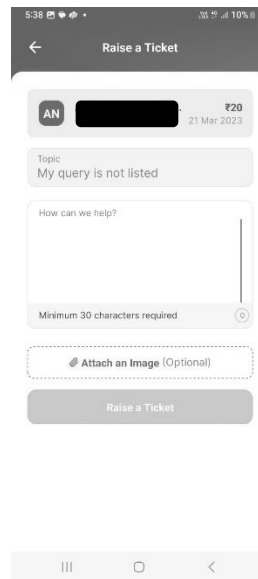 5:38
10%
Raise a Ticket
AN
₹20
21 Mar 2023
Topic
My query is not listed
How can we help?
Minimum 30 characters required
0
Attach an Image (Optional)
Raise a Ticket